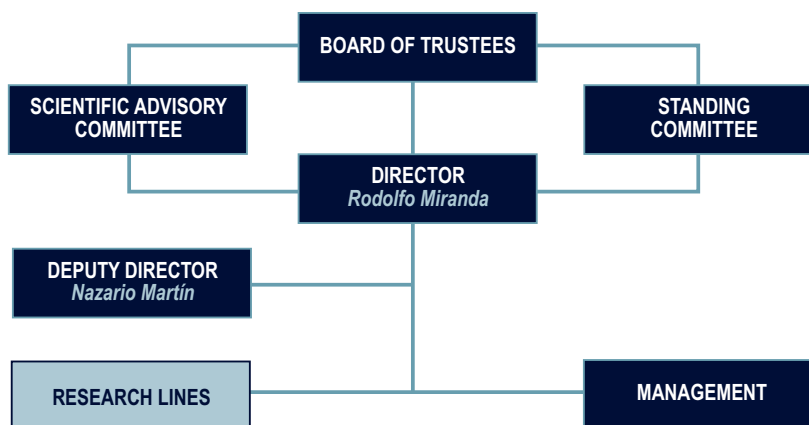 BOARD OF TRUSTEES
SCIENTIFIC ADVISORY
COMMITTEE
STANDING
COMMITTEE
DIRECTOR
Rodolfo Miranda
DEPUTY DIRECTOR
Nazario Martín
RESEARCH LINES
MANAGEMENT